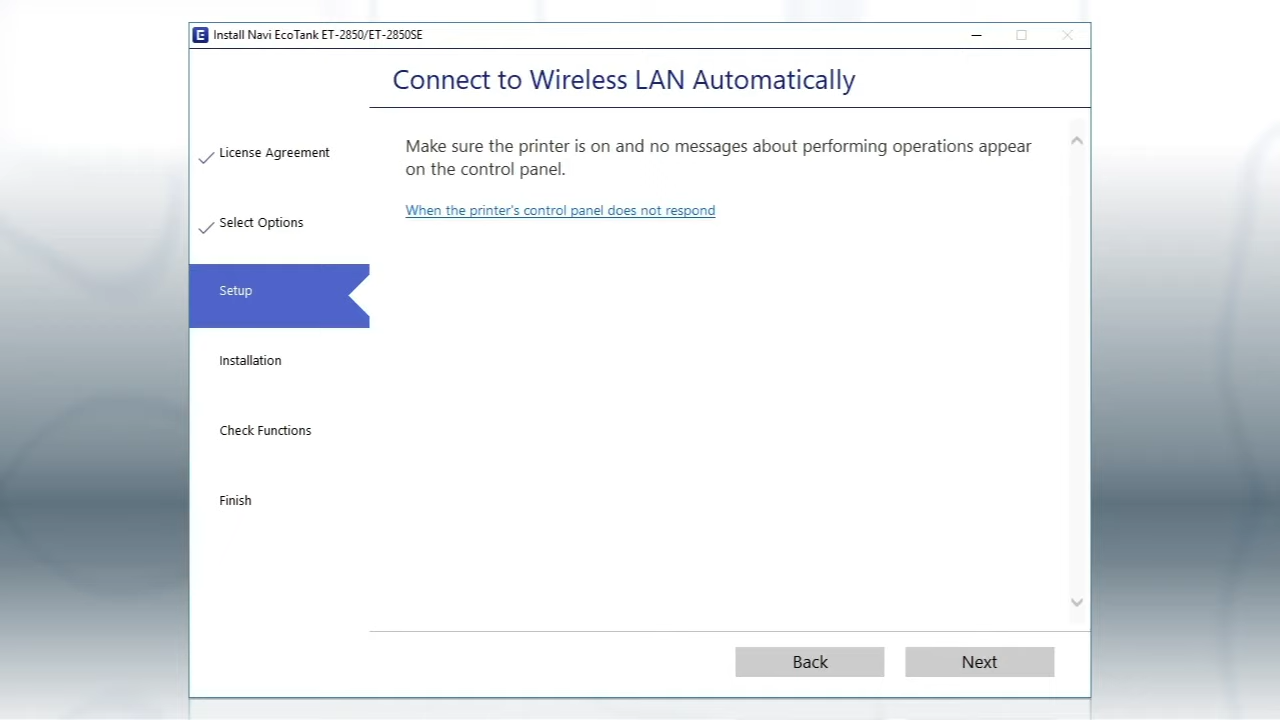 E Install Navi EcoTank ET-2850/ET-2850SE
Connect to Wireless LAN Automatically
License Agreement
Select Options
Setup
Installation
Check Functions
Finish
Make sure the printer is on and no messages about performing operations appear
on the control panel.
When the printer's control panel does not respond
Back
Next